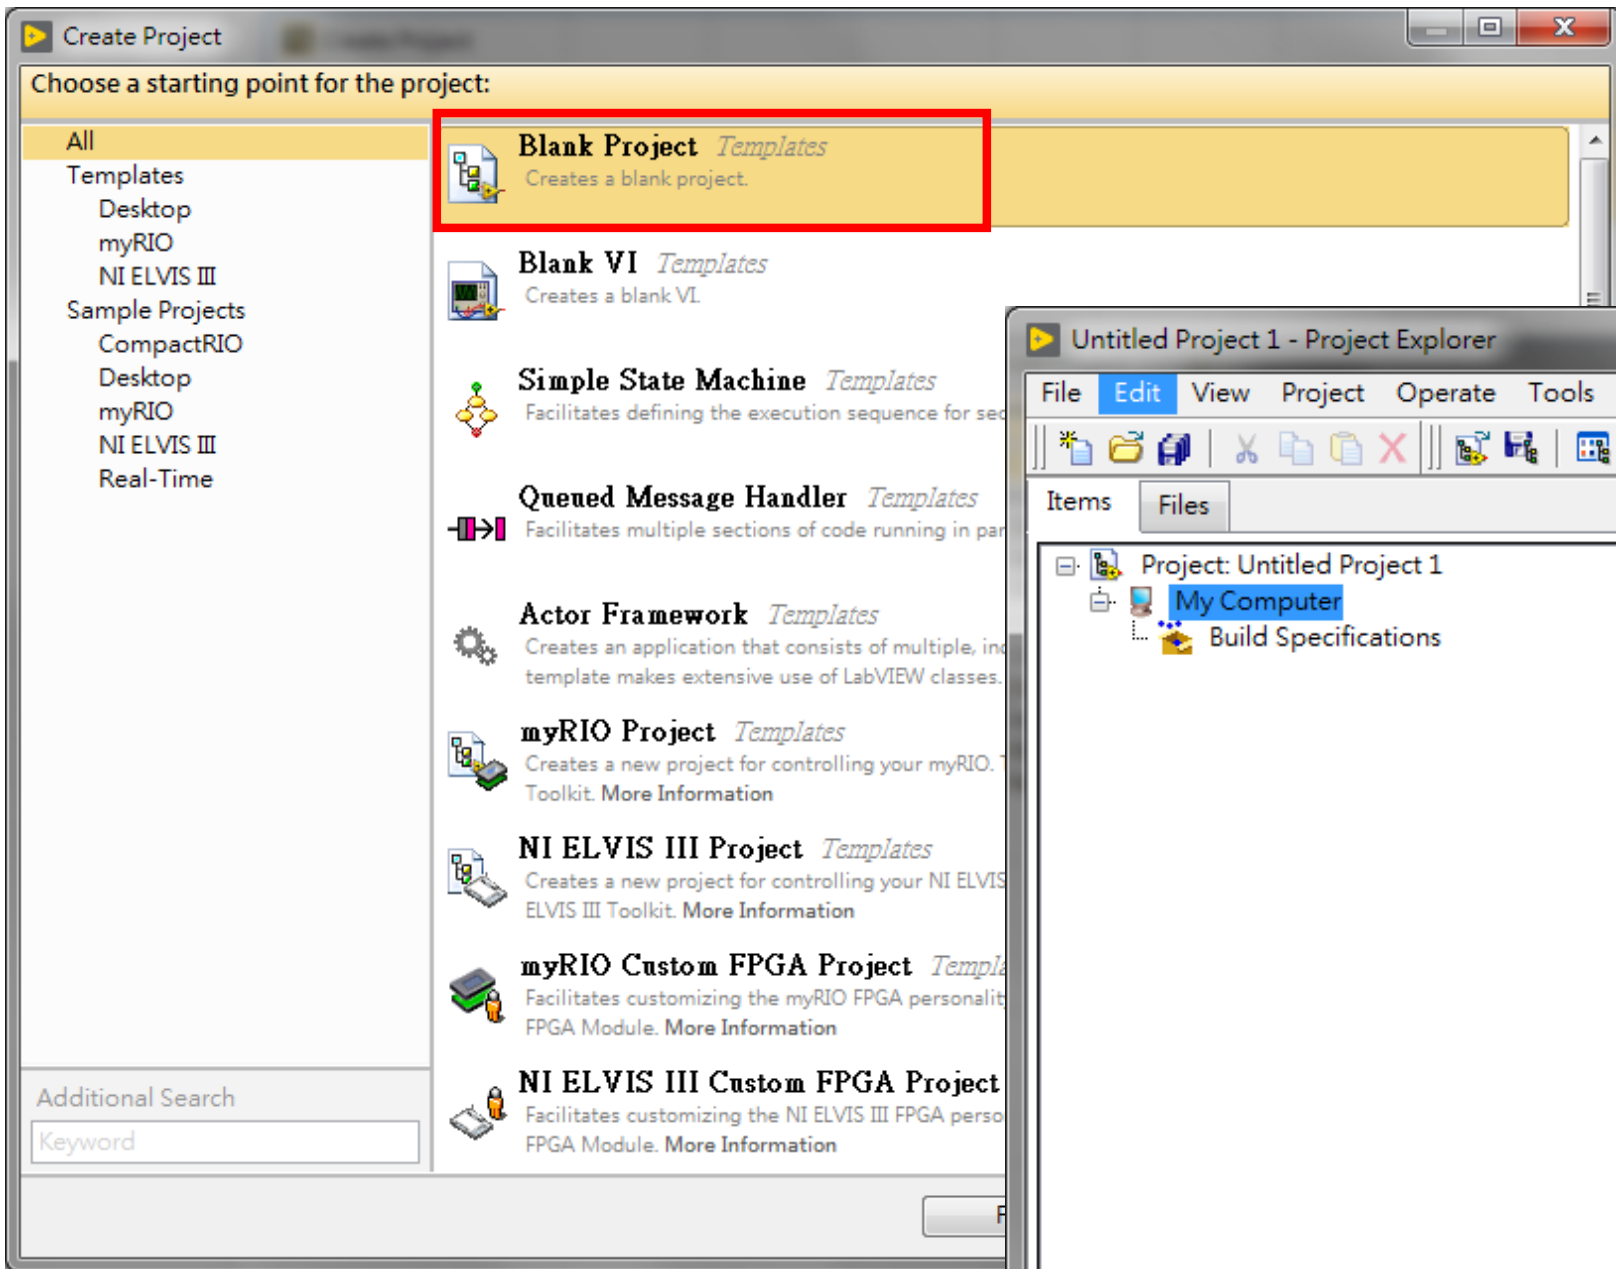 Create Project
Choose a starting point for the project:
All
Templates
Desktop
myRIO
NI ELVIS III
Sample Projects
CompactRIO
Desktop
myRIO
NI ELVIS III
Real-Time
Additional Search
Keyword
Blank Project Templates
Creates a blank project.
Blank VI Templates
Creates a blank VI.
Simple State Machine Templates
Facilitates defining the execution sequence for
Queued Message Handler Templates
Facilitates multiple sections of code running in
Actor Framework Templates
Creates an application that consists of multiple,
template makes extensive use of LabVIEW classes.
myRIO Project Templates
Creates a new project for controlling your myRIO.
Toolkit. More Information
NI ELVIS III Project Templates
Creates a new project for controlling your NI ELVIS
ELVIS III Toolkit. More Information
myRIO Custom FPGA Project
Facilitates customizing the myRIO FPGA
FPGA Module. More Information
NI ELVIS III Custom FPGA Project
Facilitates customizing the NI ELVIS III FPGA
FPGA Module. More Information
Untitled Project 1 - Project Explorer
File Edit View Project Operate Tools
Items Files
Project: Untitled Project 1
My Computer
Build Specifications